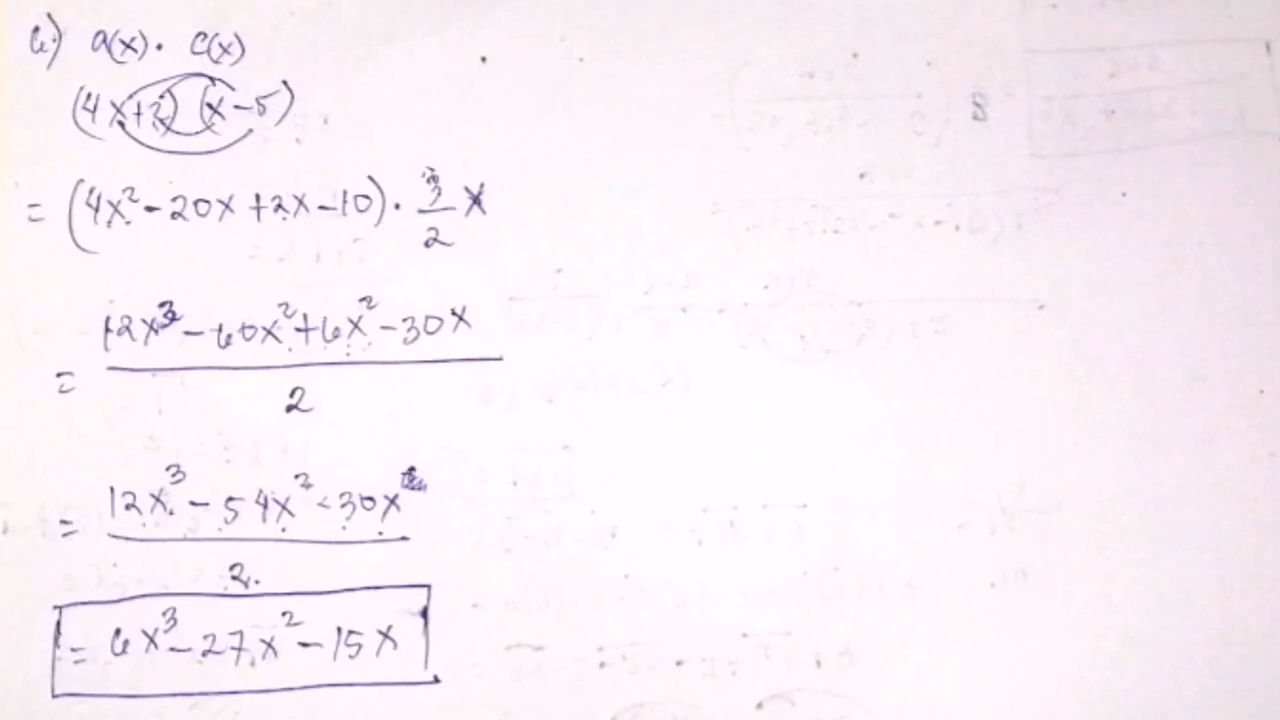 a(x) · c(x)
(4x+2) (x-5)
= (4x² - 20x + 2x - 10) · 3/2 x
= (12x³ - 60x² + 6x² - 30x) / 2
= (12x³ - 54x² - 30x) / 2
= 6x³ - 27x² - 15x